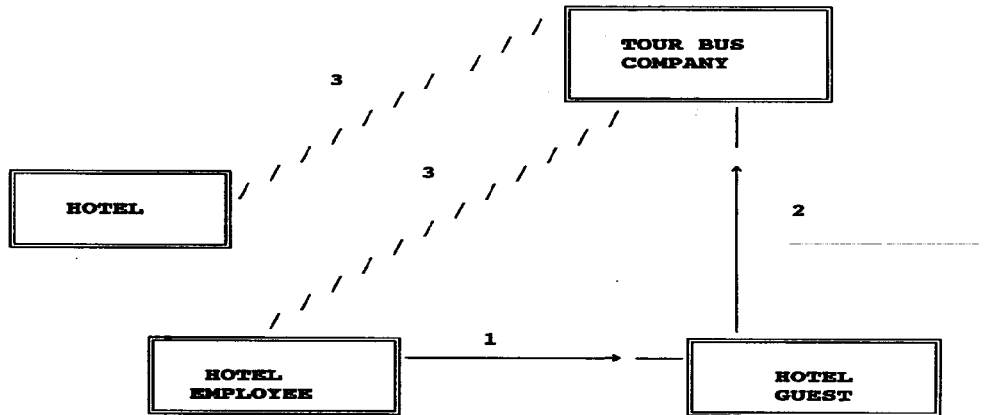 TOUR BUS
COMPANY
3
3
HOTEL
2
1
HOTEL
EMPLOYEE
HOTEL
GUEST